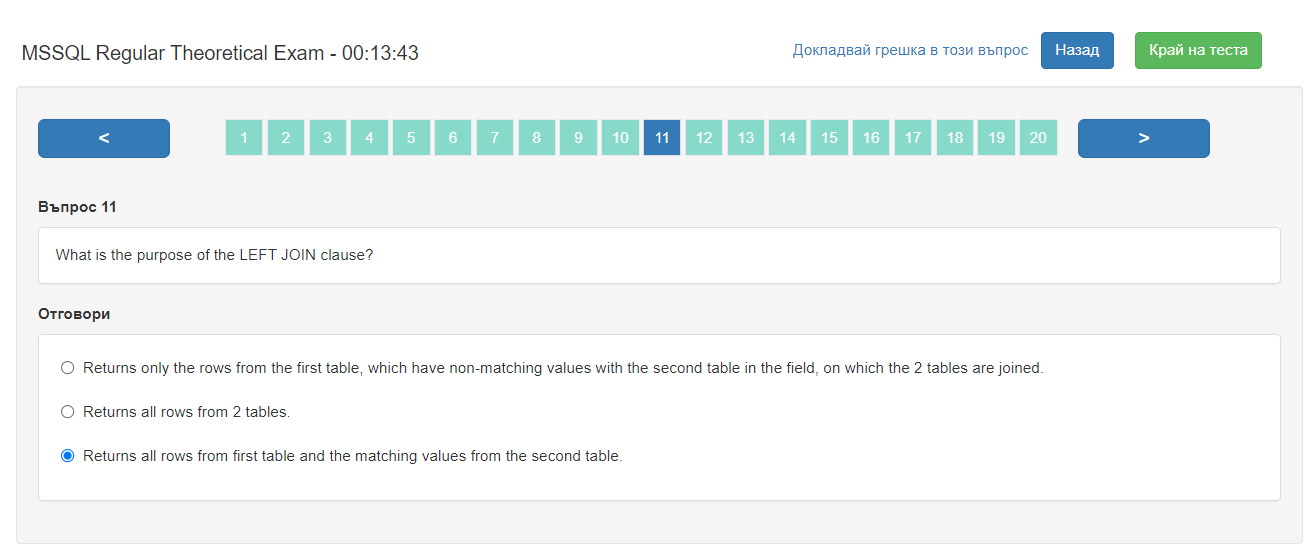 MSSQL Regular Theoretical Exam - 00:13:43
Докладвай грешка в този въпрос
Назад
Край на теста
< 1 2 3 4 5 6 7 8 9 10 11 12 13 14 15 16 17 18 19 20 >
Въпрос 11
What is the purpose of the LEFT JOIN clause?
Отговори
Returns only the rows from the first table, which have non-matching values with the second table in the field, on which the 2 tables are joined.
Returns all rows from 2 tables.
Returns all rows from first table and the matching values from the second table.